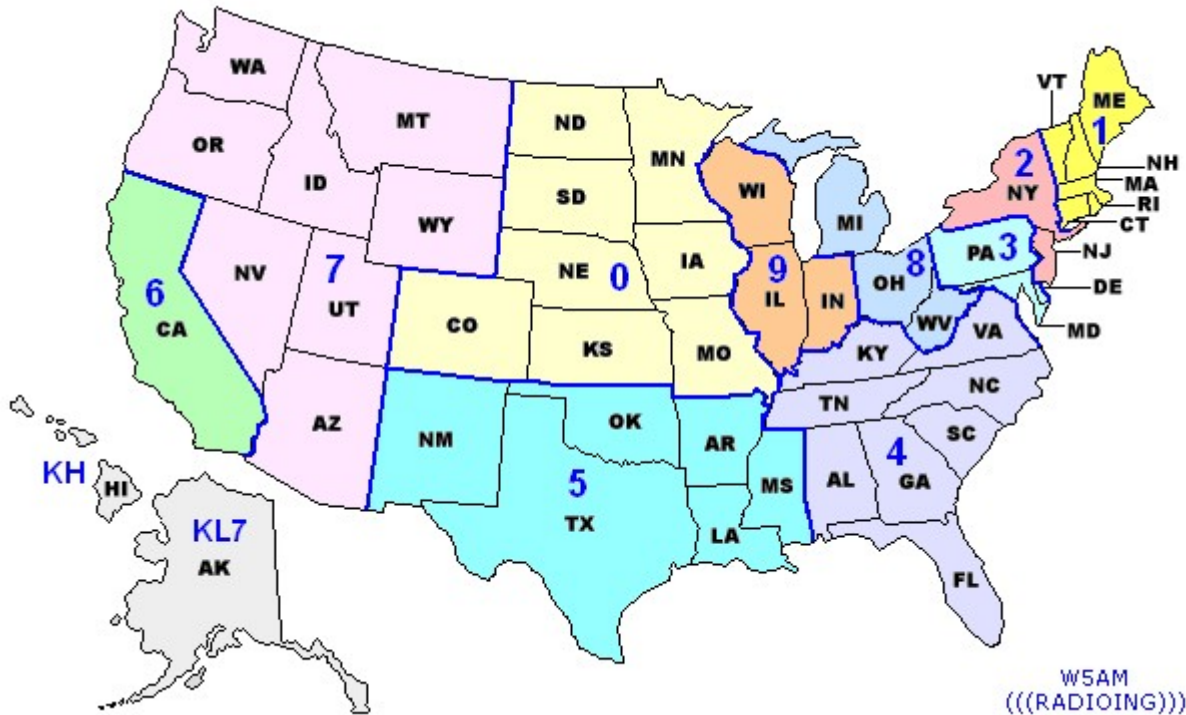 WA
MT
ND
MN
VT
ME
1
OR
ID
SD
WI
2
NY
NH
MA
RI
CT
WY
MI
NV
7
UT
NE
0
IA
9
IL
IN
8
OH
PA
3
NJ
DE
MD
6
CA
CO
KS
MO
KY
WV
VA
AZ
NM
OK
AR
TN
NC
SC
KH
HI
5
TX
MS
AL
4
GA
LA
KL7
AK
FL
W5AM
(((RADIOING)))